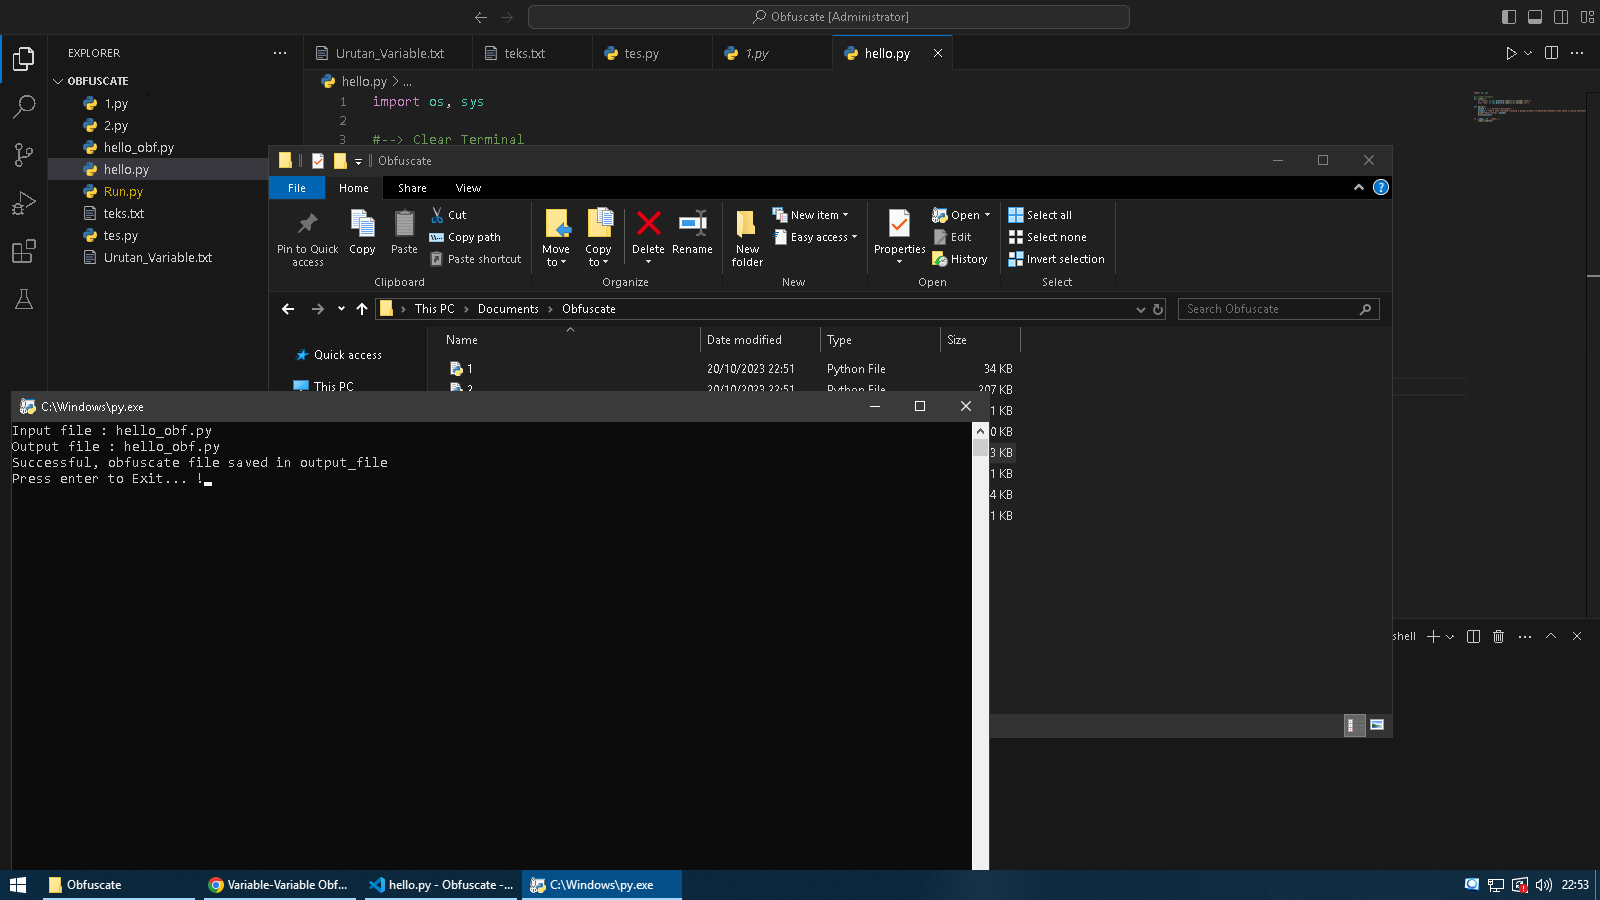 Obfuscate [Administrator]
EXPLORER
OBFUSCATE
1.py
2.py
hello_obf.py
hello.py
Run.py
teks.txt
tes.py
Urutan_Variable.txt
Urutan_Variable.txt
teks.txt
tes.py
1.py
hello.py
hello.py > ...
1 import os, sys
2
3 #--> Clear Terminal
Obfuscate
File Home Share View
Pin to Quick access
Copy
Paste
Cut
Copy path
Paste shortcut
Clipboard
Move to
Copy to
Delete
Rename
Organize
New folder
New item
Easy access
New
Properties
Open
Edit
History
Open
Select all
Select none
Invert selection
Select
This PC > Documents > Obfuscate
Search Obfuscate
Quick access
This PC
Name Date modified Type Size
1 20/10/2023 22:51 Python File 34 KB
2 20/10/2023 22:51 Python File 207 KB
1 KB
0 KB
3 KB
1 KB
4 KB
1 KB
C:\Windows\py.exe
Input file : hello_obf.py
Output file : hello_obf.py
Successful, obfuscate file saved in output_file
Press enter to Exit... !
shell
Obfuscate
Variable-Variable Obf...
hello.py - Obfuscate -...
C:\Windows\py.exe
22:53